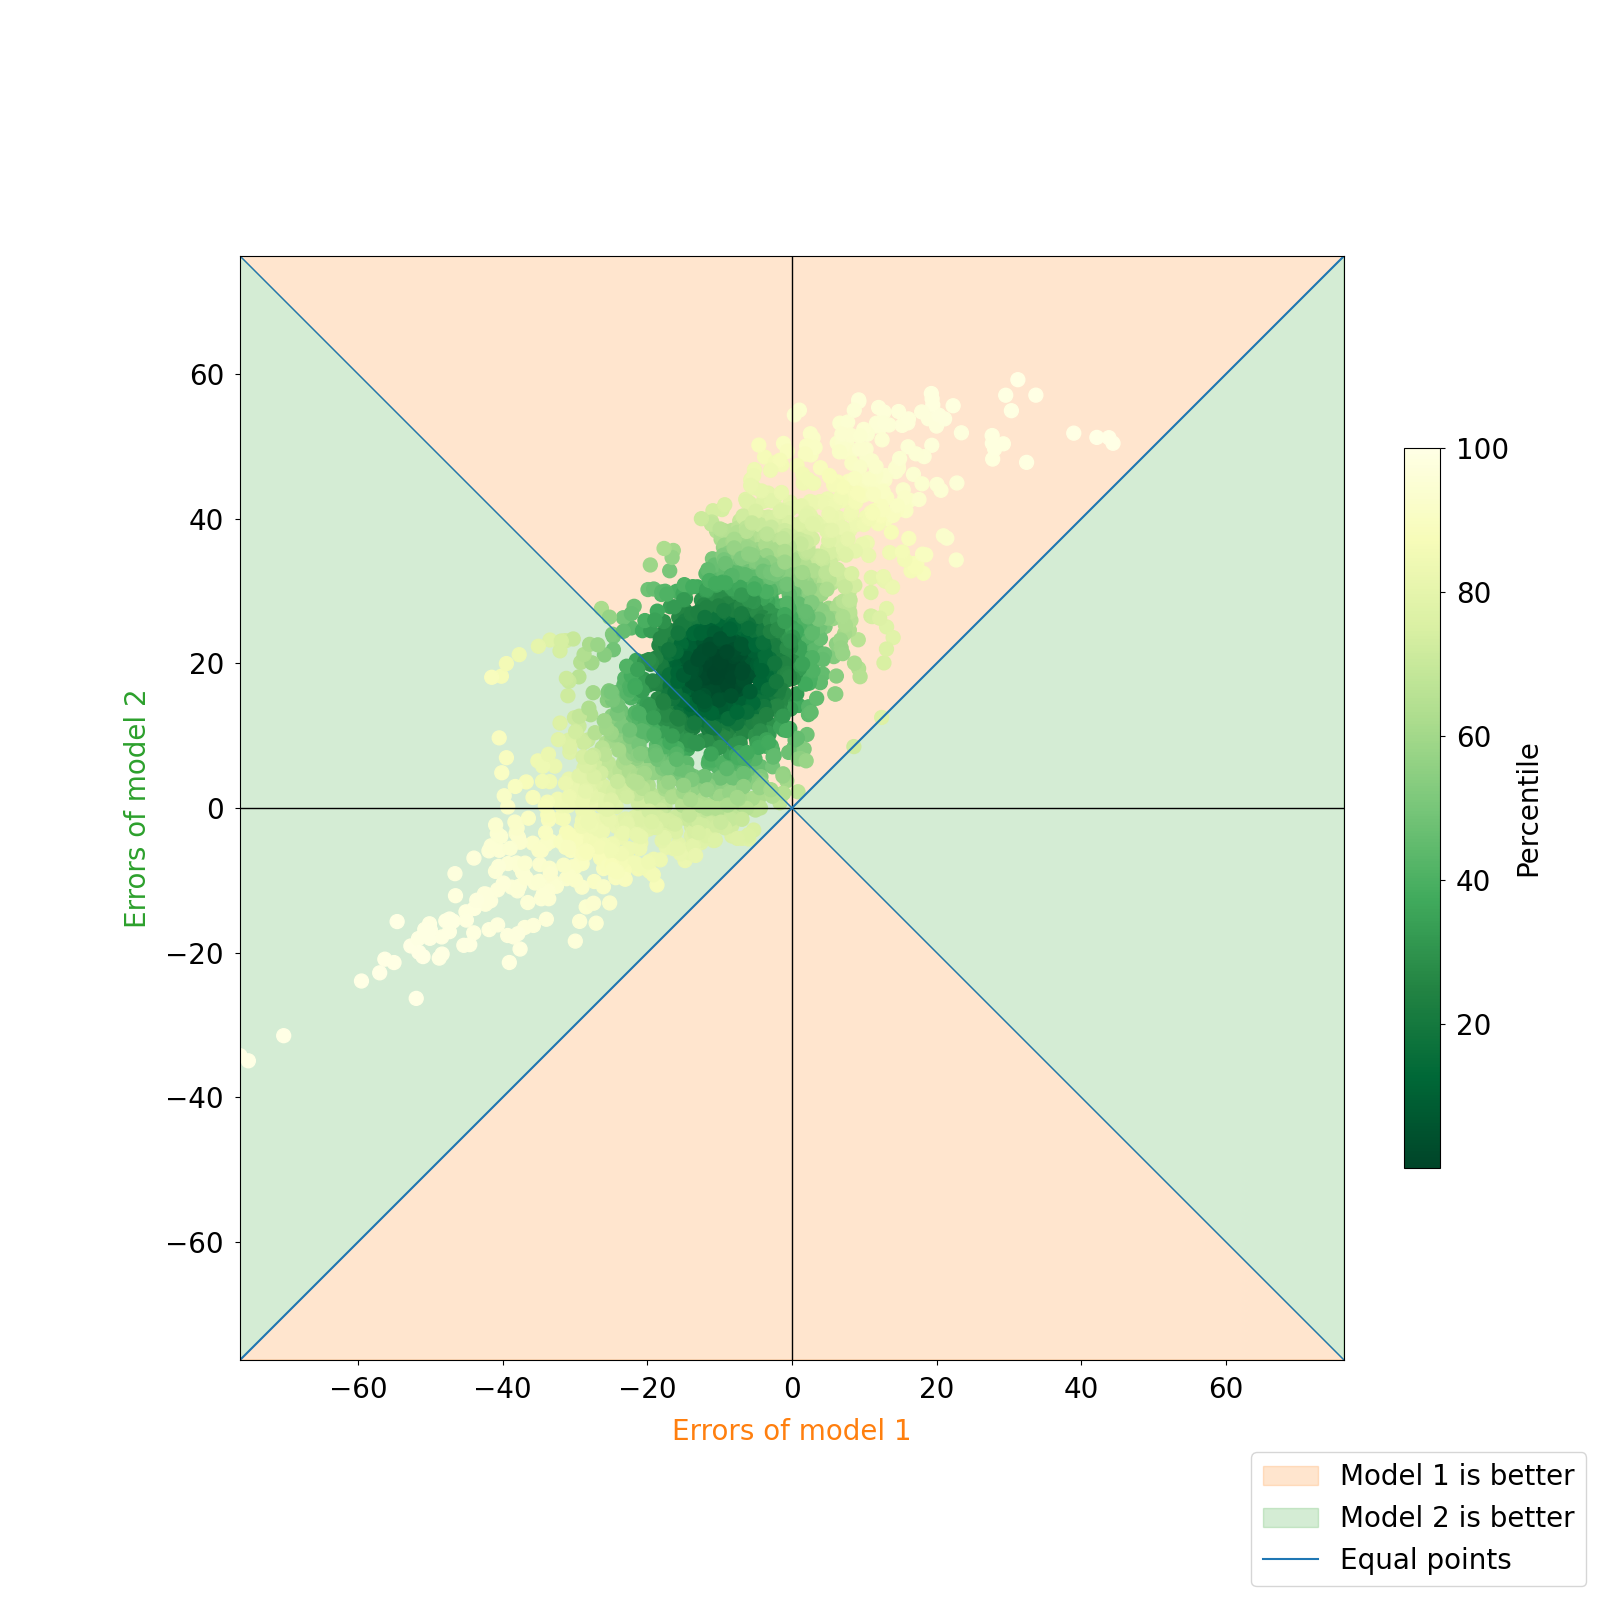 60
40
20
0
−20
−40
−60
Errors of model 2
−60 −40 −20 0 20 40 60
Errors of model 1
100
80
60
40
20
Percentile
Model 1 is better
Model 2 is better
Equal points